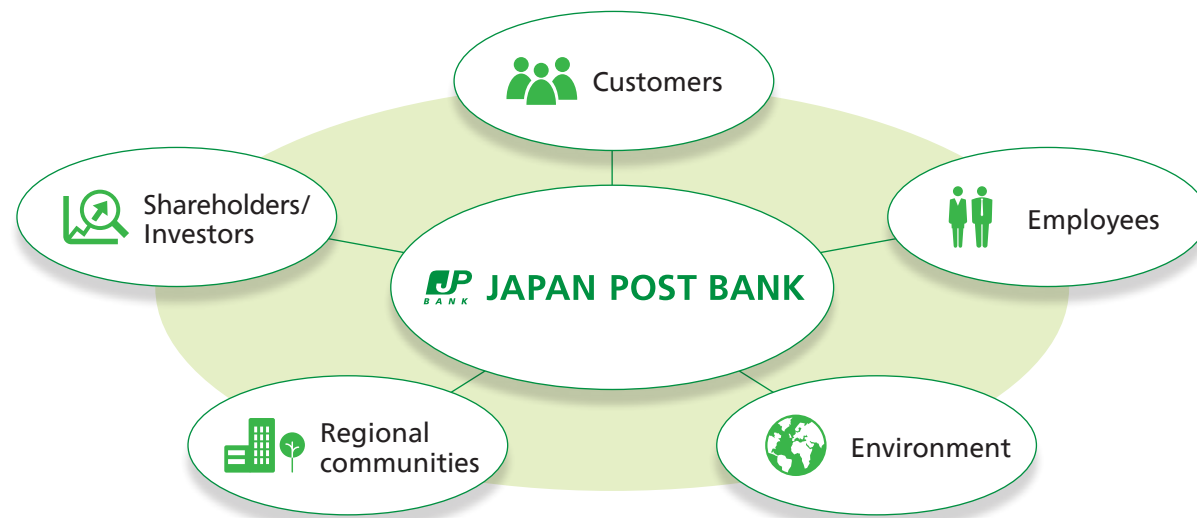 Customers
Shareholders/
Investors
Employees
JP
BANK
JAPAN POST BANK
Regional
communities
Environment